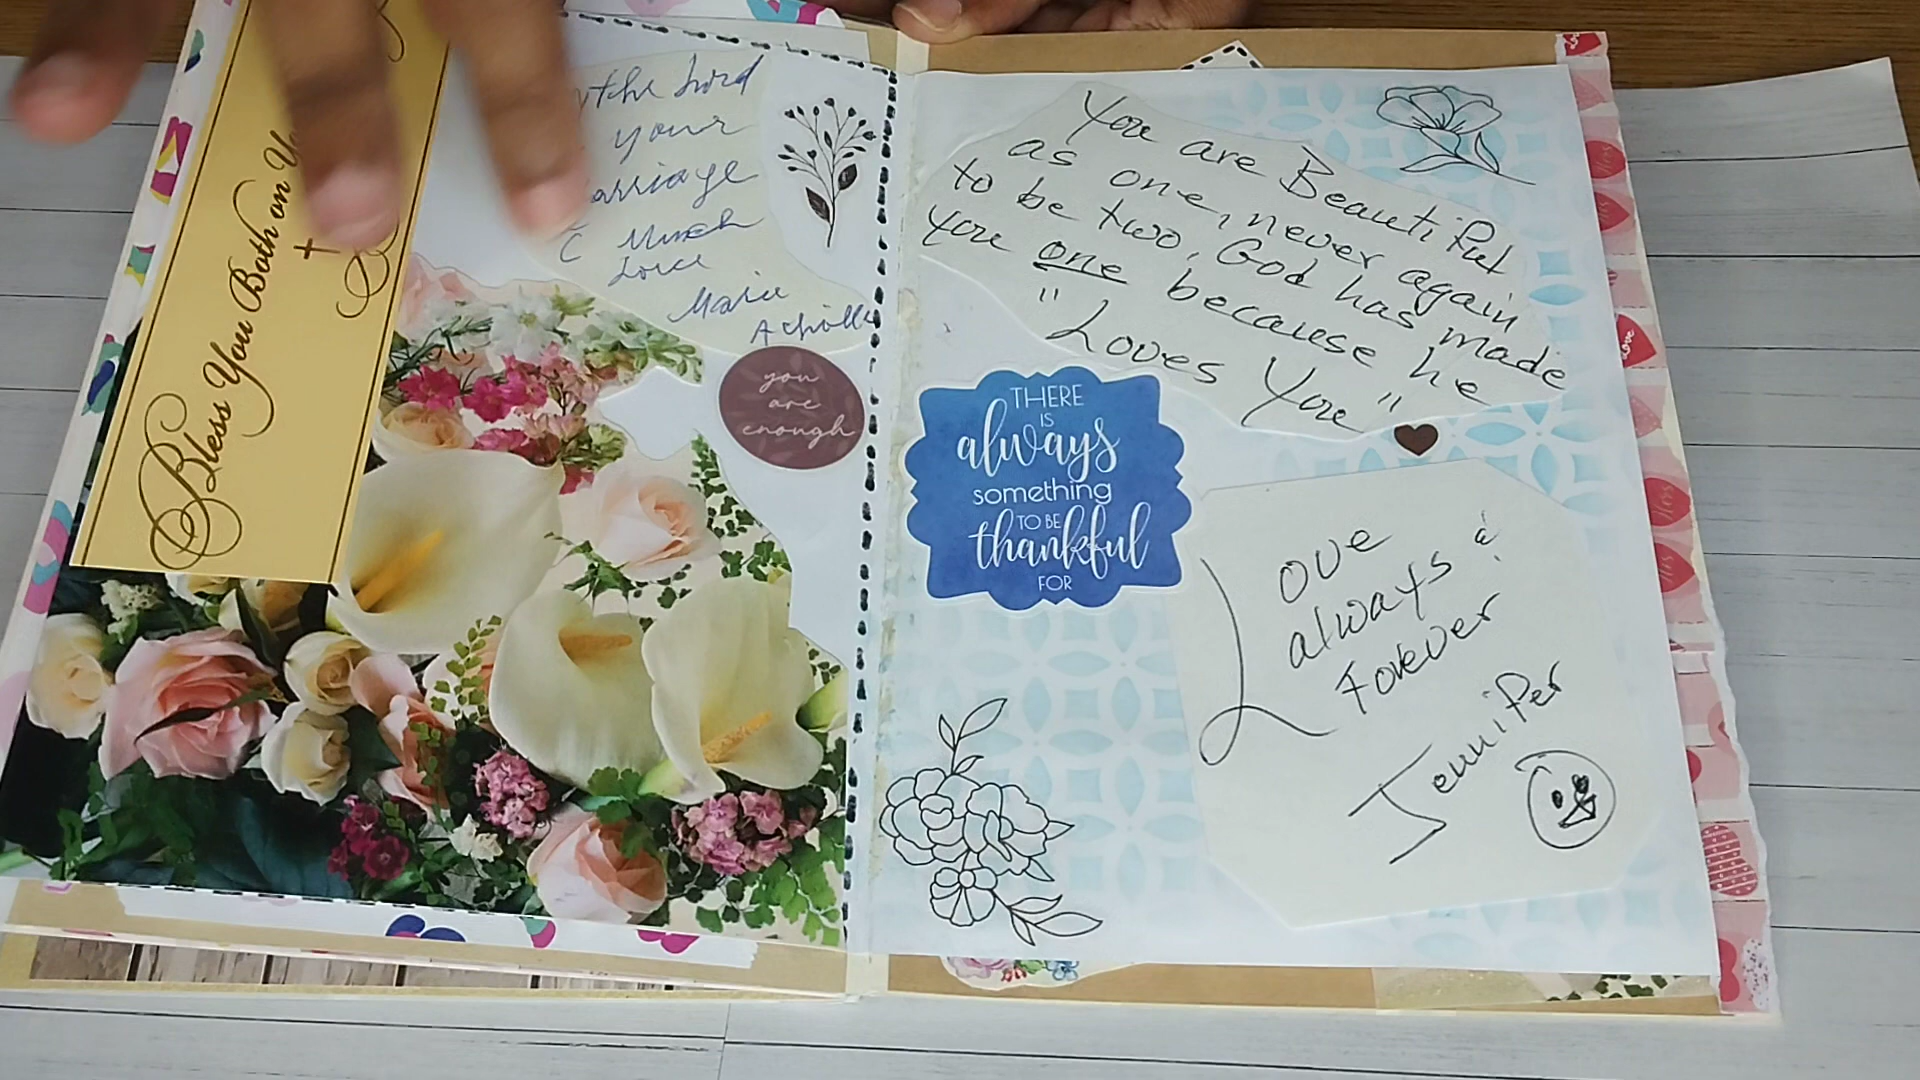 Bless You Both on
the Lord
your
Marriage
Much
Love
Marie
you
are
enough
You are Beautiful
as one, never again
to be two, God has made
you one because he
"Loves You"
THERE
IS
always
something
TO BE
thankful
FOR
Love
always &
Forever
Jennifer
Love